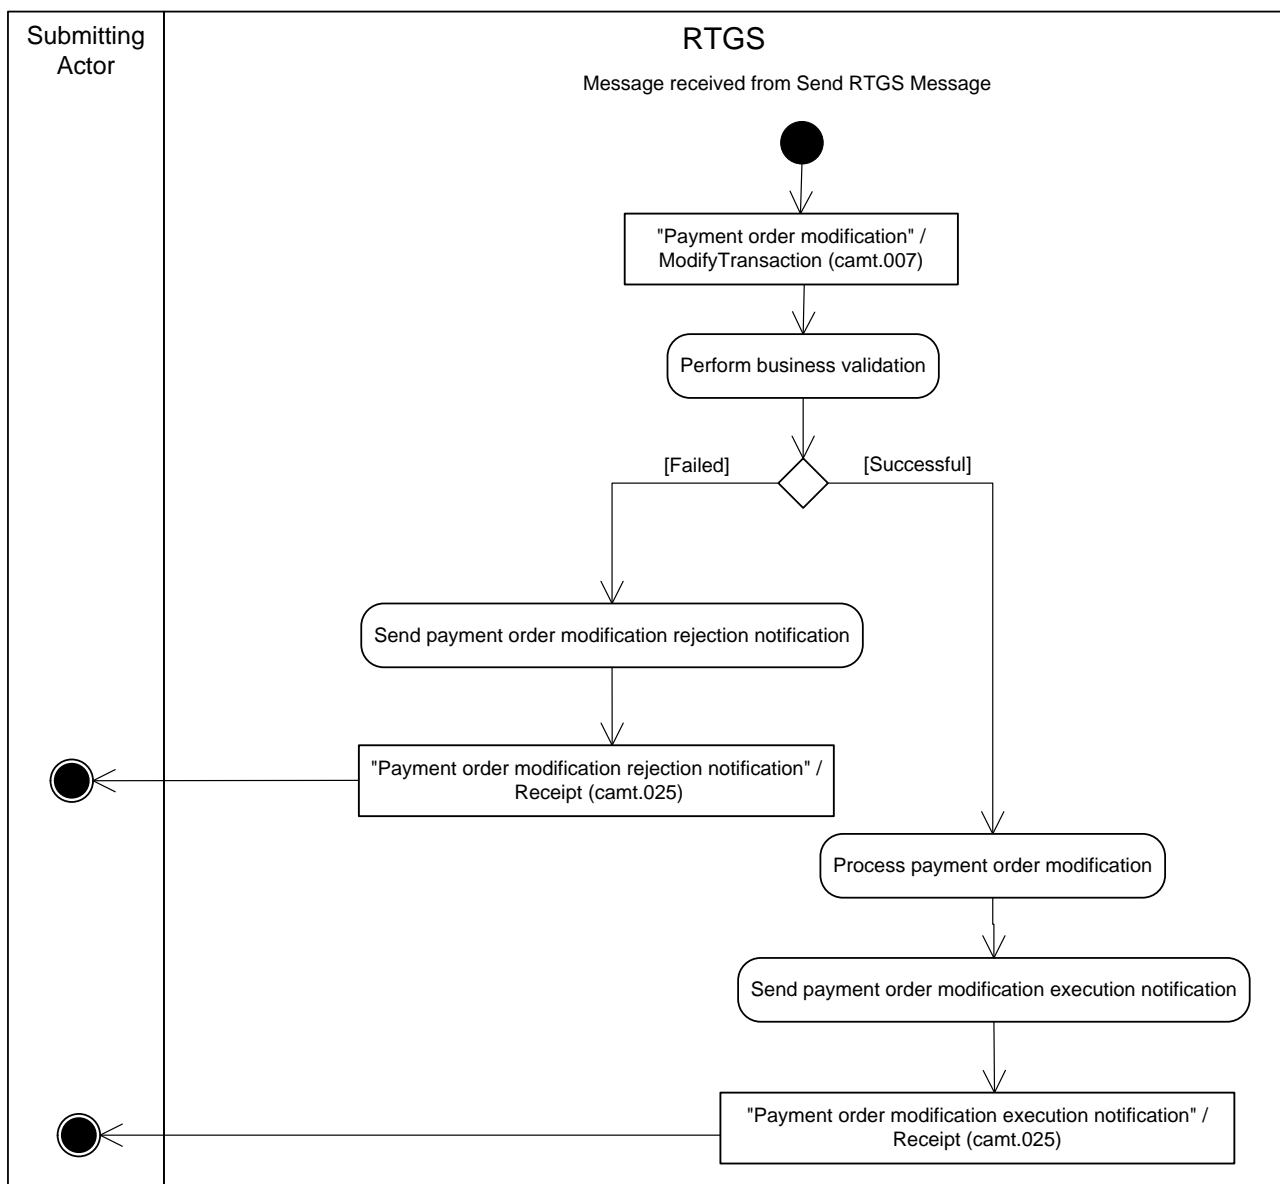 Submitting
Actor
RTGS
Message received from Send RTGS Message
"Payment order modification" /
ModifyTransaction (camt.007)
Perform business validation
[Failed]
[Successful]
Send payment order modification rejection notification
"Payment order modification rejection notification" /
Receipt (camt.025)
Process payment order modification
Send payment order modification execution notification
"Payment order modification execution notification" /
Receipt (camt.025)